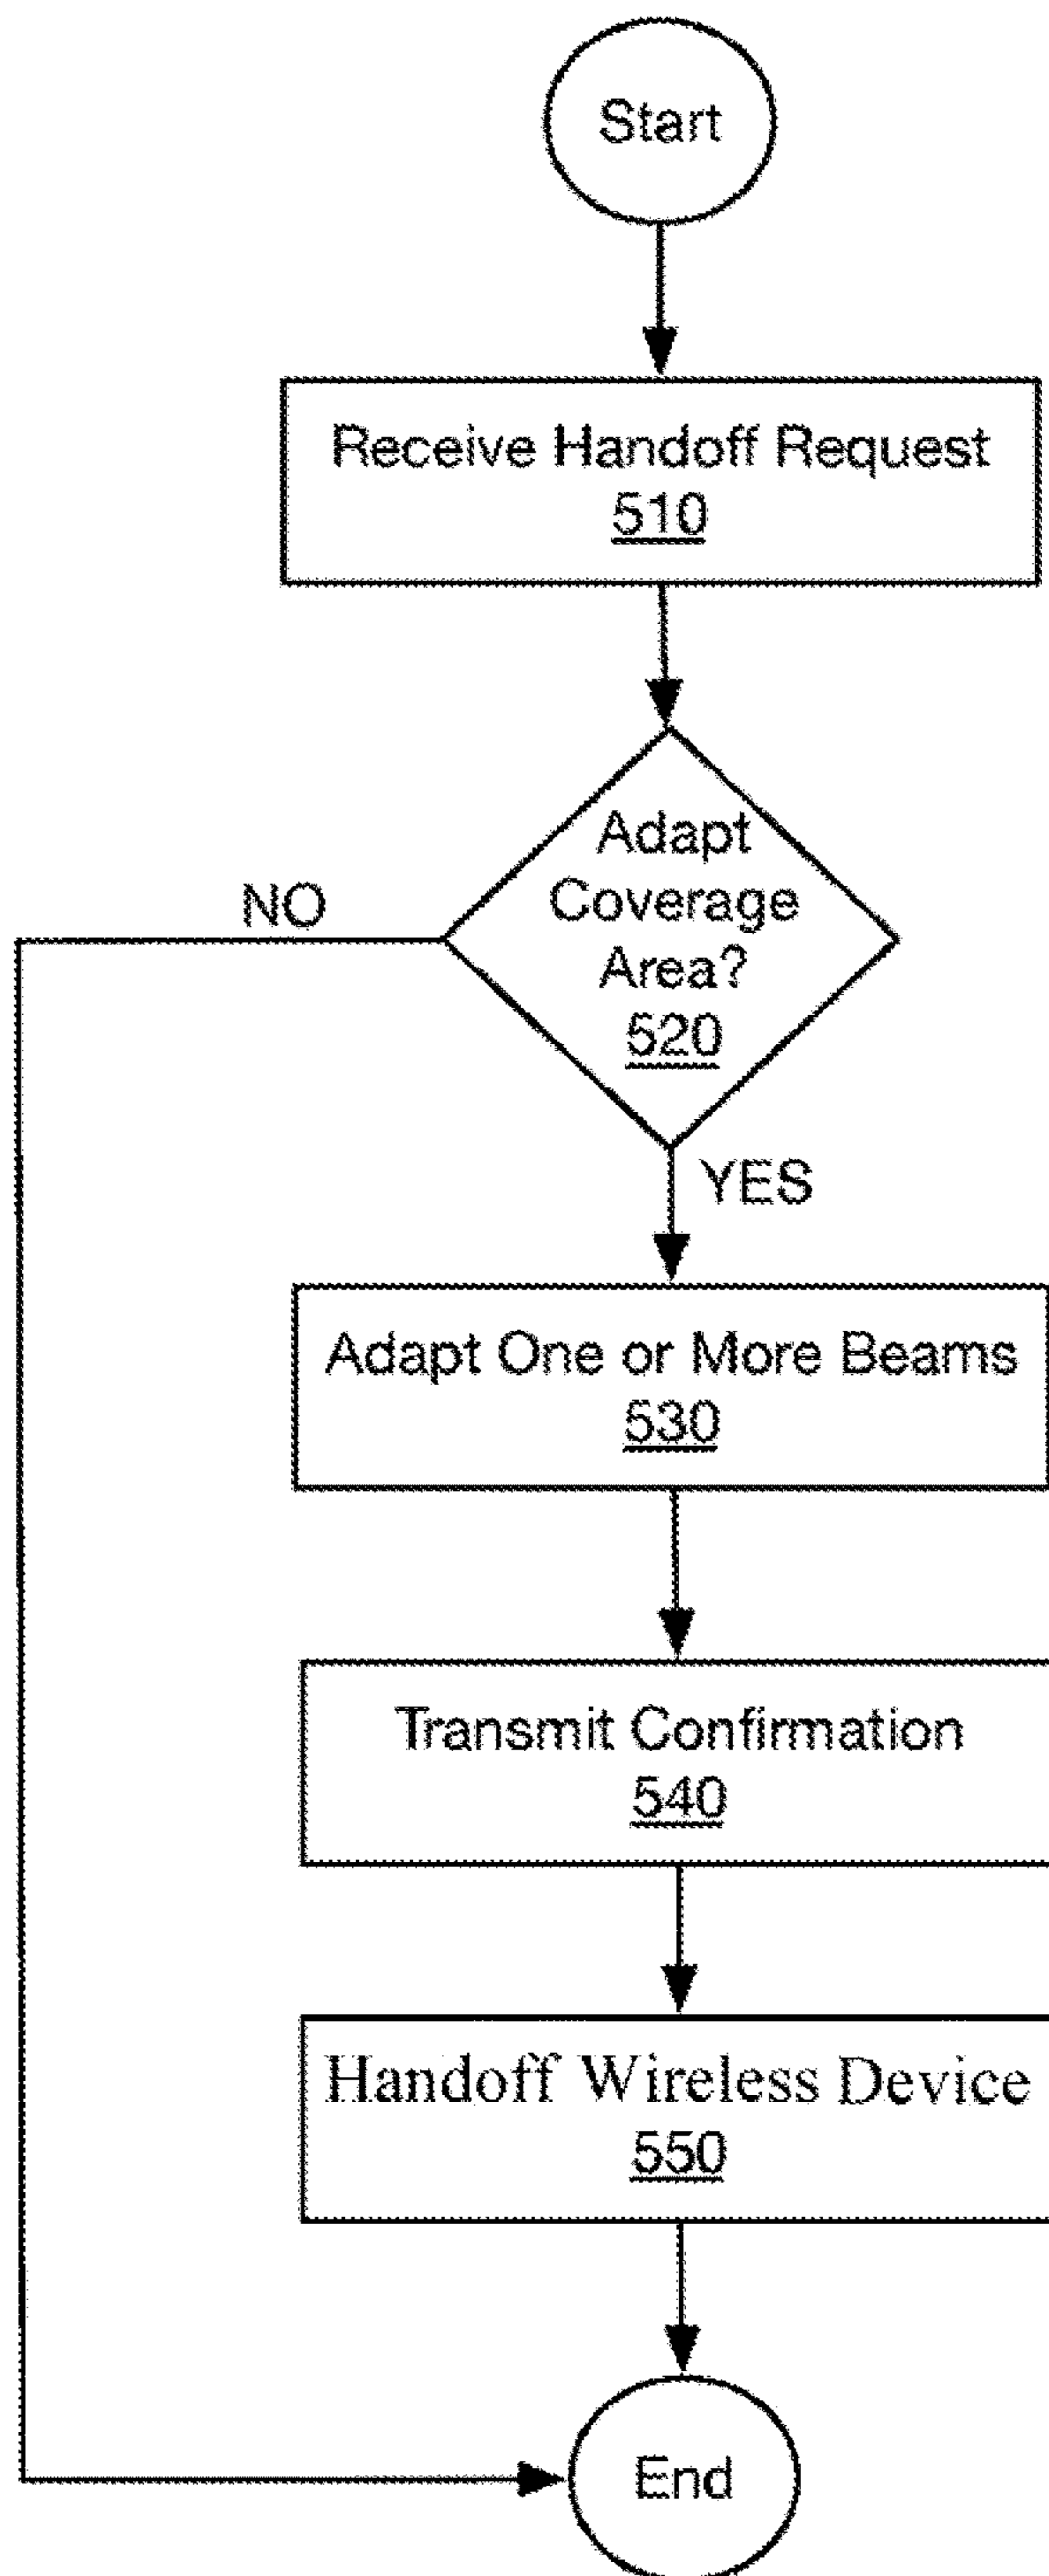 Start
Receive Handoff Request
510
Adapt
Coverage
Area?
520
NO
YES
Adapt One or More Beams
530
Transmit Confirmation
540
Handoff Wireless Device
550
End